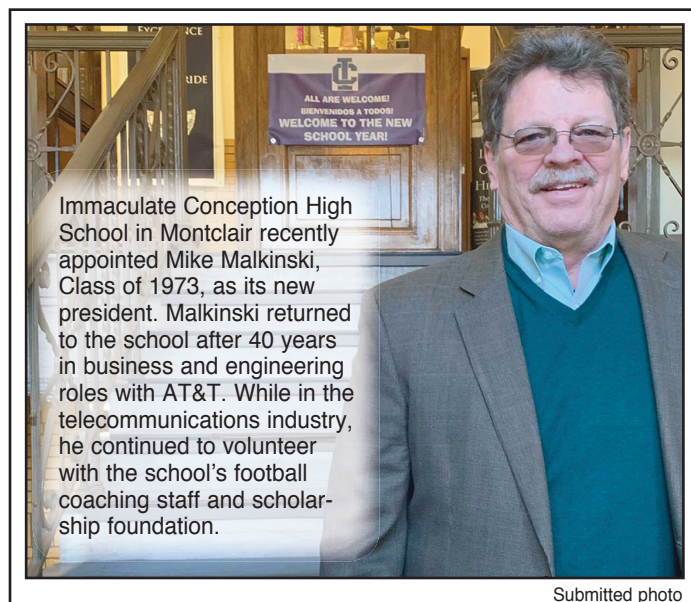 EXCELLENCE
ALL ARE WELCOME!
BIENVENIDOS A TODOS!
WELCOME TO THE NEW
SCHOOL YEAR!
Immaculate Conception High
School in Montclair recently
appointed Mike Malkinski,
Class of 1973, as its new
president. Malkinski returned
to the school after 40 years
in business and engineering
roles with AT&T. While in the
telecommunications industry,
he continued to volunteer
with the school’s football
coaching staff and scholar-
ship foundation.
Submitted photo